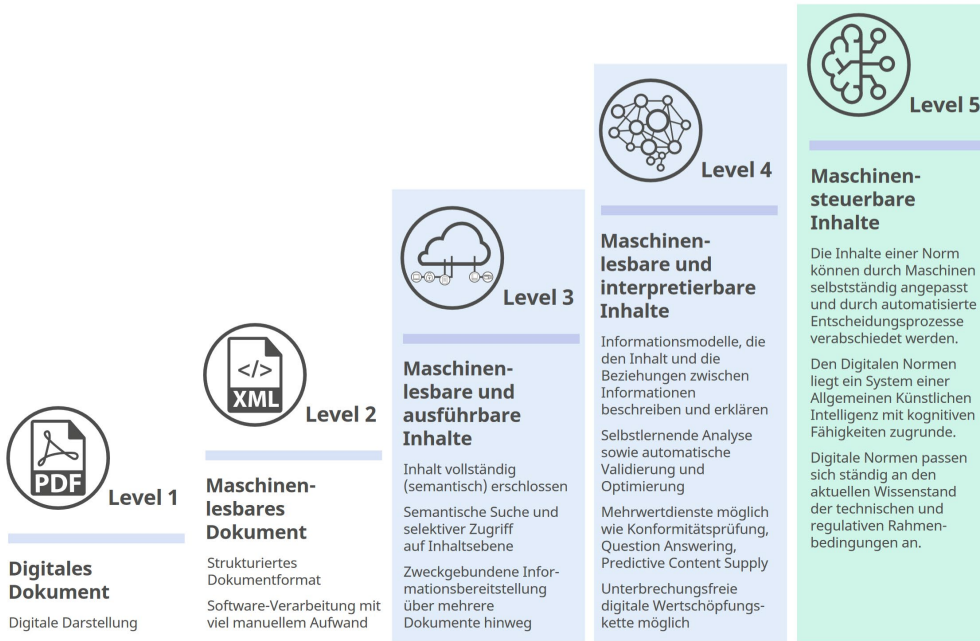 PDF
Level 1
Digitales
Dokument
Digitale Darstellung
</>
XML
Level 2
Maschinen-
lesbares
Dokument
Strukturiertes
Dokumentformat
Software-Verarbeitung mit
viel manuellem Aufwand
Level 3
Maschinen-
lesbare und
ausführbare
Inhalte
Inhalt vollständig
(semantisch) erschlossen
Semantische Suche und
selektiver Zugriff
auf Inhaltsebene
Zweckgebundene Infor-
mationsbereitstellung
über mehrere
Dokumente hinweg
Level 4
Maschinen-
lesbare und
interpretierbare
Inhalte
Informationsmodelle, die
den Inhalt und die
Beziehungen zwischen
Informationen
beschreiben und erklären
Selbstlernende Analyse
sowie automatische
Validierung und
Optimierung
Mehrwertdienste möglich
wie Konformitätsprüfung,
Question Answering,
Predictive Content Supply
Unterbrechungsfreie
digitale Wertschöpfungs-
kette möglich
Level 5
Maschinen-
steuerbare
Inhalte
Die Inhalte einer Norm
können durch Maschinen
selbstständig angepasst
und durch automatisierte
Entscheidungsprozesse
verabschiedet werden.
Den Digitalen Normen
liegt ein System einer
Allgemeinen Künstlichen
Intelligenz mit kognitiven
Fähigkeiten zugrunde.
Digitale Normen passen
sich ständig an den
aktuellen Wissenstand
der technischen und
regulativen Rahmen-
bedingungen an.